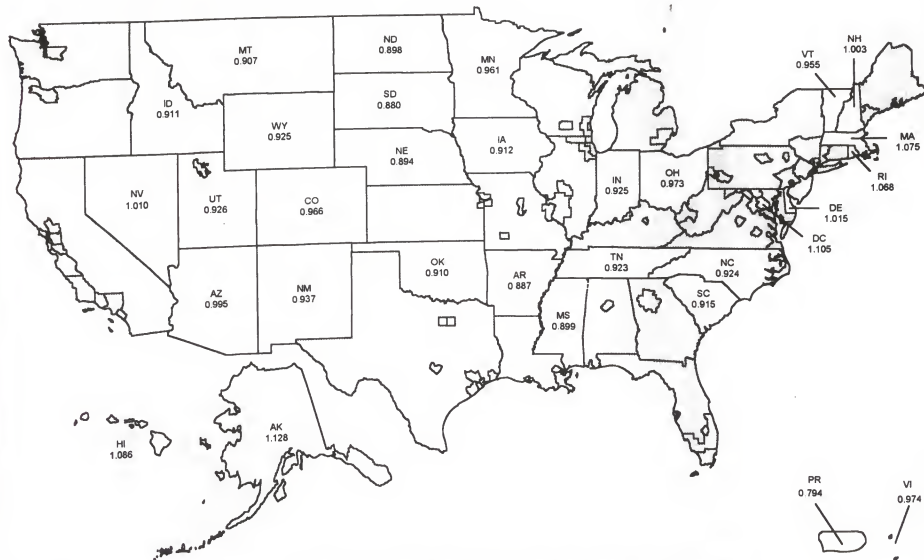 NH
1.003
VT
0.955
ND
0.898
MT
0.907
MN
0.961
SD
0.880
ID
0.911
WY
0.925
MA
1.075
IA
0.912
NE
0.894
RI
1.068
IN
0.925
OH
0.973
NV
1.010
UT
0.926
CO
0.966
DE
1.015
DC
1.105
OK
0.910
TN
0.923
NC
0.924
AR
0.887
AZ
0.995
NM
0.937
SC
0.915
MS
0.899
AK
1.128
HI
1.086
PR
0.794
VI
0.974